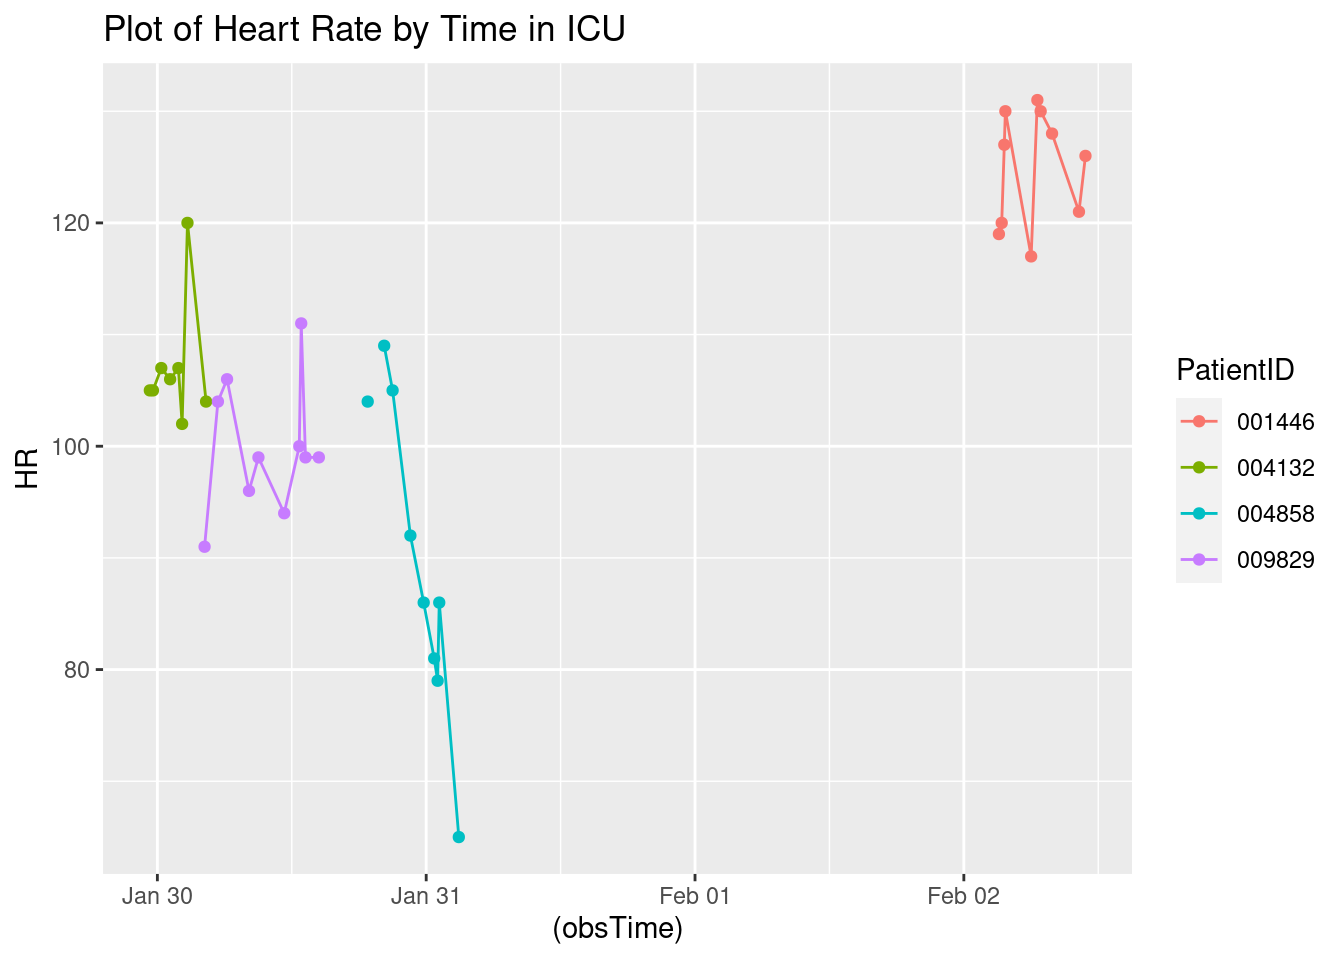 Plot of Heart Rate by Time in ICU
HR
120
100
80
Jan 30
Jan 31
Feb 01
Feb 02
(obsTime)
PatientID
001446
004132
004858
009829